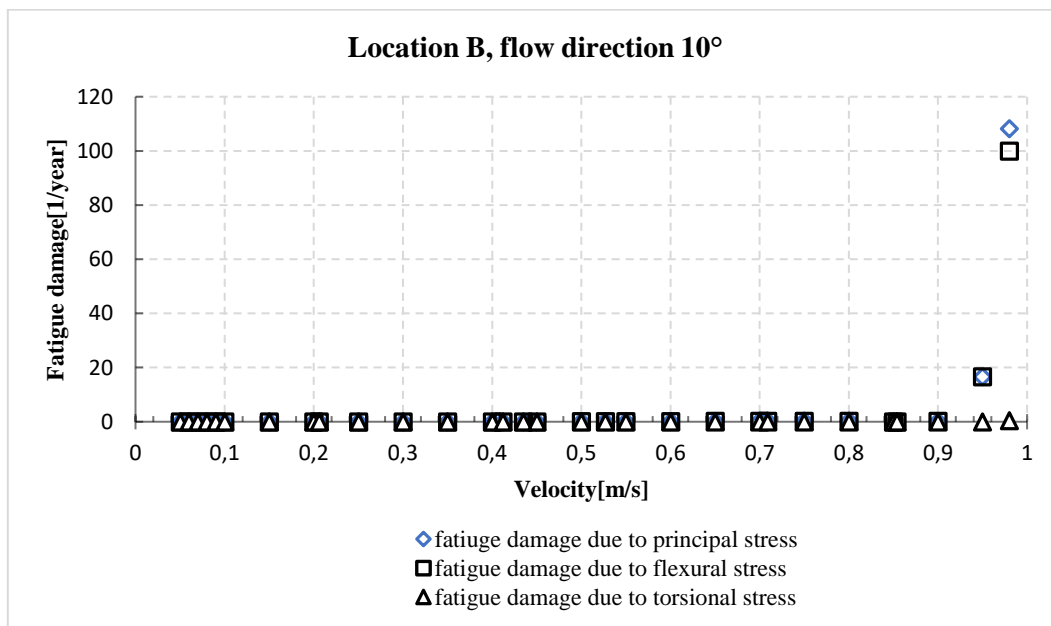 Location B, flow direction 10°
Fatigue damage[1/year]
120
100
80
60
40
20
0
0 0,1 0,2 0,3 0,4 0,5 0,6 0,7 0,8 0,9 1
Velocity[m/s]
fatiuge damage due to principal stress
fatigue damage due to flexural stress
fatigue damage due to torsional stress